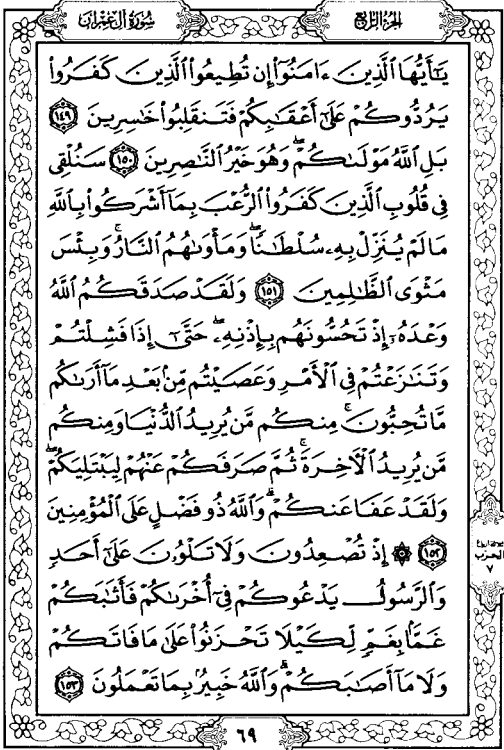 الجزء الرابع
سورة آل عمران
يَٰٓأَيُّهَا ٱلَّذِينَ ءَامَنُوٓاْ إِن تُطِيعُواْ ٱلَّذِينَ كَفَرُواْ
يَرُدُّوكُمْ عَلَىٰٓ أَعْقَٰبِكُمْ فَتَنقَلِبُواْ خَٰسِرِينَ ١٤٩
بَلِ ٱللَّهُ مَوْلَىٰكُمْ ۖ وَهُوَ خَيْرُ ٱلنَّٰصِرِينَ ١٥٠ سَنُلْقِى
فِى قُلُوبِ ٱلَّذِينَ كَفَرُواْ ٱلرُّعْبَ بِمَآ أَشْرَكُواْ بِٱللَّهِ
مَا لَمْ يُنَزِّلْ بِهِۦ سُلْطَٰنًا ۖ وَمَأْوَىٰهُمُ ٱلنَّارُ ۚ وَبِئْسَ
مَثْوَى ٱلظَّٰلِمِينَ ١٥١ وَلَقَدْ صَدَقَكُمُ ٱللَّهُ
وَعْدَهُۥٓ إِذْ تَحُسُّونَهُم بِإِذْنِهِۦ ۖ حَتَّىٰٓ إِذَا فَشِلْتُمْ
وَتَنَٰزَعْتُمْ فِى ٱلْأَمْرِ وَعَصَيْتُم مِّنۢ بَعْدِ مَآ أَرَىٰكُم
مَّا تُحِبُّونَ ۚ مِنكُم مَّن يُرِيدُ ٱلدُّنْيَا وَمِنكُم
مَّن يُرِيدُ ٱلْأَخِرَةَ ۚ ثُمَّ صَرَفَكُمْ عَنْهُمْ لِيَبْتَلِيَكُمْ ۖ
وَلَقَدْ عَفَا عَنكُمْ ۗ وَٱللَّهُ ذُو فَضْلٍ عَلَى ٱلْمُؤْمِنِينَ
١٥٢ ۞ إِذْ تُصْعِدُونَ وَلَا تَلْوُۥنَ عَلَىٰٓ أَحَدٍ
وَٱلرَّسُولُ يَدْعُوكُمْ فِىٓ أُخْرَىٰكُمْ فَأَثَٰبَكُمْ
غَمَّۢا بِغَمٍّ لِّكَيْلَا تَحْزَنُواْ عَلَىٰ مَا فَاتَكُمْ
وَلَا مَآ أَصَٰبَكُمْ ۗ وَٱللَّهُ خَبِيرُۢ بِمَا تَعْمَلُونَ ١٥٣
الحزب
٧
٦٩